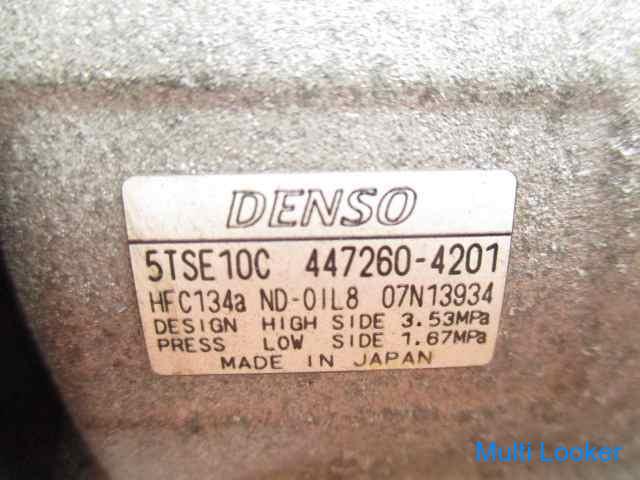 DENSO
5TSE10C 447260-4201
HFC134a ND-OIL8 07N13934
DESIGN HIGH SIDE 3.53MPa
PRESS LOW SIDE 1.67MPa
MADE IN JAPAN
Multi Looker